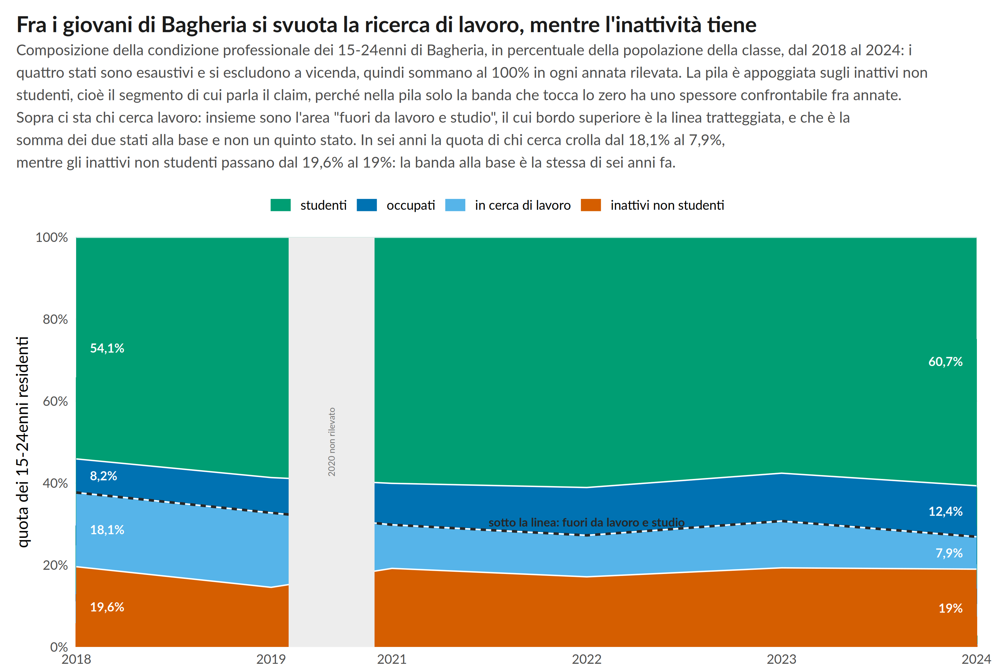 Fra i giovani di Bagheria si svuota la ricerca di lavoro, mentre l'inattività tiene
Composizione della condizione professionale dei 15-24enni di Bagheria, in percentuale della popolazione della classe, dal 2018 al 2024: i
quattro stati sono esaustivi e si escludono a vicenda, quindi sommano al 100% in ogni annata rilevata. La pila è appoggiata sugli inattivi non
studenti, cioè il segmento di cui parla il claim, perché nella pila solo la banda che tocca lo zero ha uno spessore confrontabile fra annate.
Sopra ci sta chi cerca lavoro: insieme sono l'area "fuori da lavoro e studio", il cui bordo superiore è la linea tratteggiata, e che è la
somma dei due stati alla base e non un quinto stato. In sei anni la quota di chi cerca crolla dal 18,1% al 7,9%,
mentre gli inattivi non studenti passano dal 19,6% al 19%: la banda alla base è la stessa di sei anni fa.
studenti occupati in cerca di lavoro inattivi non studenti
quota dei 15-24enni residenti
100%
80%
60%
40%
20%
0%
54,1%
8,2%
18,1%
19,6%
2020 non rilevato
sotto la linea: fuori da lavoro e studio
60,7%
12,4%
7,9%
19%
2018 2019 2021 2022 2023 2024